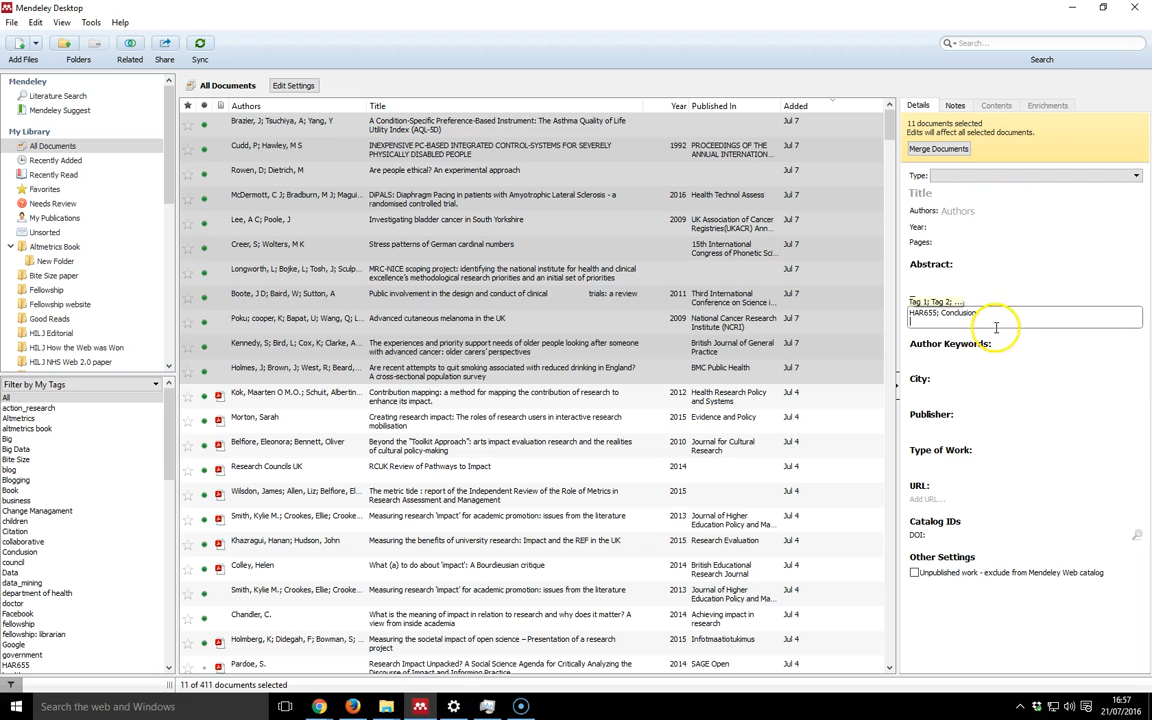 Mendeley Desktop
File Edit View Tools Help
Add Files Folders Related Share Sync
Search...
Search
Mendeley
Literature Search
Mendeley Suggest
My Library
All Documents
Recently Added
Recently Read
Favorites
Needs Review
My Publications
Unsorted
Altmetrics Book
New Folder
Bite Size paper
Fellowship
Fellowship website
Good Reads
HILJ Editorial
HILJ How the Web was Won
HILJ NHS Web 2.0 paper
Filter by My Tags
All
action_research
Altmetrics
altmetrics book
Big
Big Data
Bite Size
blog
Blogging
Book
business
Change Managament
children
Citation
collaborative
Conclusion
council
Data
data_mining
department of health
doctor
Facebook
fellowship
fellowship: librarian
Google
government
HAR655
All Documents Edit Settings
Authors Title Year Published In Added
Brazier, J; Tsuchiya, A; Yang, Y A Condition-Specific Preference-Based Instrument: The Asthma Quality of Life Jul 7
Utility Index (AQL-5D)
Cudd, P; Hawley, M S INEXPENSIVE PC-BASED INTEGRATED CONTROL-SYSTEMS FOR SEVERELY 1992 PROCEEDINGS OF THE Jul 7
PHYSICALLY DISABLED PEOPLE ANNUAL INTERNATION...
Rowen, D; Dietrich, M Are people ethical? An experimental approach Jul 7
McDermott, C J; Bradburn, M J; Magui... DiPALS: Diaphragm Pacing in patients with Amyotrophic Lateral Sclerosis - a 2016 Health Technol Assess Jul 7
randomised controlled trial.
Lee, A C; Poole, J Investigating bladder cancer in South Yorkshire 2009 UK Association of Cancer Jul 7
Registries(UKACR) Ann...
Creer, S; Wolters, M K Stress patterns of German cardinal numbers 15th International Jul 7
Congress of Phonetic Sci...
Longworth, L; Bojke, L; Tosh, J; Sculp... MRC-NICE scoping project: identifying the national institute for health and clinical Jul 7
excellence's methodological research priorities and an initial set of priorities
Boote, J D; Baird, W; Sutton, A Public involvement in the design and conduct of clinical trials: a review 2011 Third International Jul 7
Conference on Science i...
Poku; cooper, K; Bapat, U; Wang, Q; L... Advanced cutaneous melanoma in the UK 2009 National Cancer Research Jul 7
Institute (NCRI)
Kennedy, S; Bird, L; Cox, K; Clarke, A... The experiences and priority support needs of older people looking after someone British Journal of General Jul 7
with advanced cancer: older carers' perspectives Practice
Holmes, J; Brown, J; West, R; Beard,... Are recent attempts to quit smoking associated with reduced drinking in England? BMC Public Health Jul 7
A cross-sectional population survey
Kok, Maarten O M.O.; Schuit, Albertin... Contribution mapping: a method for mapping the contribution of research to 2012 Health Research Policy Jul 4
enhance its impact. and Systems
Morton, Sarah Creating research impact: The roles of research users in interactive research 2015 Evidence and Policy Jul 4
mobilisation
Belfiore, Eleonora; Bennett, Oliver Beyond the "Toolkit Approach": arts impact evaluation research and the realities 2010 Journal for Cultural Jul 4
of cultural policy-making Research
Research Councils UK RCUK Review of Pathways to Impact 2014 Jul 4
Wilsdon, James; Allen, Liz; Belfiore, El... The metric tide : report of the Independent Review of the Role of Metrics in 2015 Jul 4
Research Assessment and Management
Smith, Kylie M.; Crookes, Ellie; Crooke... Measuring research 'impact' for academic promotion: issues from the literature 2013 Journal of Higher Jul 4
Education Policy and Ma...
Khazragui, Hanan; Hudson, John Measuring the benefits of university research: Impact and the REF in the UK 2015 Research Evaluation Jul 4
Colley, Helen What (a) to do about 'impact': A Bourdieusian critique 2014 British Educational Jul 4
Research Journal
Smith, Kylie M.; Crookes, Ellie; Crooke... Measuring research 'impact' for academic promotion: issues from the literature 2013 Journal of Higher Jul 4
Education Policy and Ma...
Chandler, C. What is the meaning of impact in relation to research and why does it matter? A 2014 Achieving impact in Jul 4
view from inside academia research
Holmberg, K; Didegah, F; Bowman, S; ... Measuring the societal impact of open science – Presentation of a research 2015 Infotmaatiotukimus Jul 4
project
Pardoe, S. Research Impact Unpacked? A Social Science Agenda for Critically Analyzing the 2014 SAGE Open Jul 4
Discourse of Impact and Informing Practice
11 of 411 documents selected
Details Notes Contents Enrichments
11 documents selected
Edits will affect all selected documents.
Merge Documents
Type:
Title
Authors: Authors
Year:
Pages:
Abstract:
Tag 1; Tag 2; ...
HAR655; Conclusion
Author Keywords:
City:
Publisher:
Type of Work:
URL:
Add URL...
Catalog IDs
DOI:
Other Settings
Unpublished work - exclude from Mendeley Web catalog
Search the web and Windows
16:57
21/07/2016